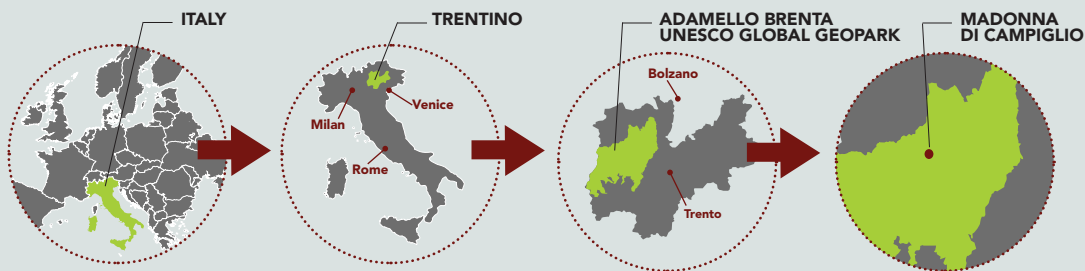 ITALY
TRENTINO
Milan
Venice
Rome
ADAMELLO BRENTA
UNESCO GLOBAL GEOPARK
Bolzano
Trento
MADONNA
DI CAMPIGLIO